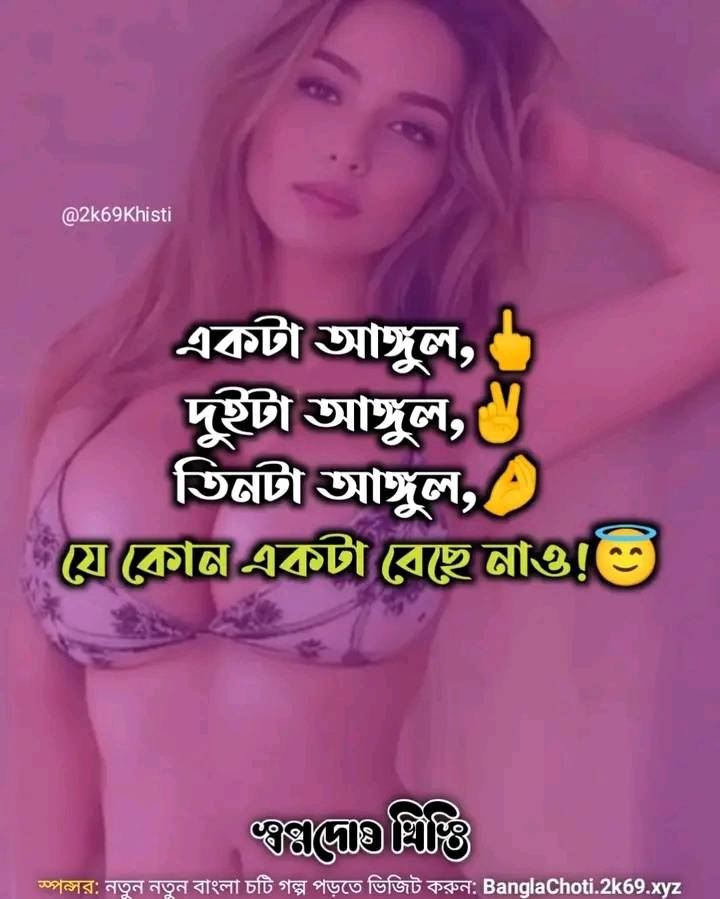 @2k69Khisti
একটা আঙ্গুল,🖕
দুইটা আঙ্গুল,✌️
তিনটা আঙ্গুল,🤌
যে কোন একটা বেছে নাও!😇
স্বপ্নদোষ খিস্তি
স্পন্সর: নতুন নতুন বাংলা চটি গল্প পড়তে ভিজিট করুন: BanglaChoti.2k69.xyz